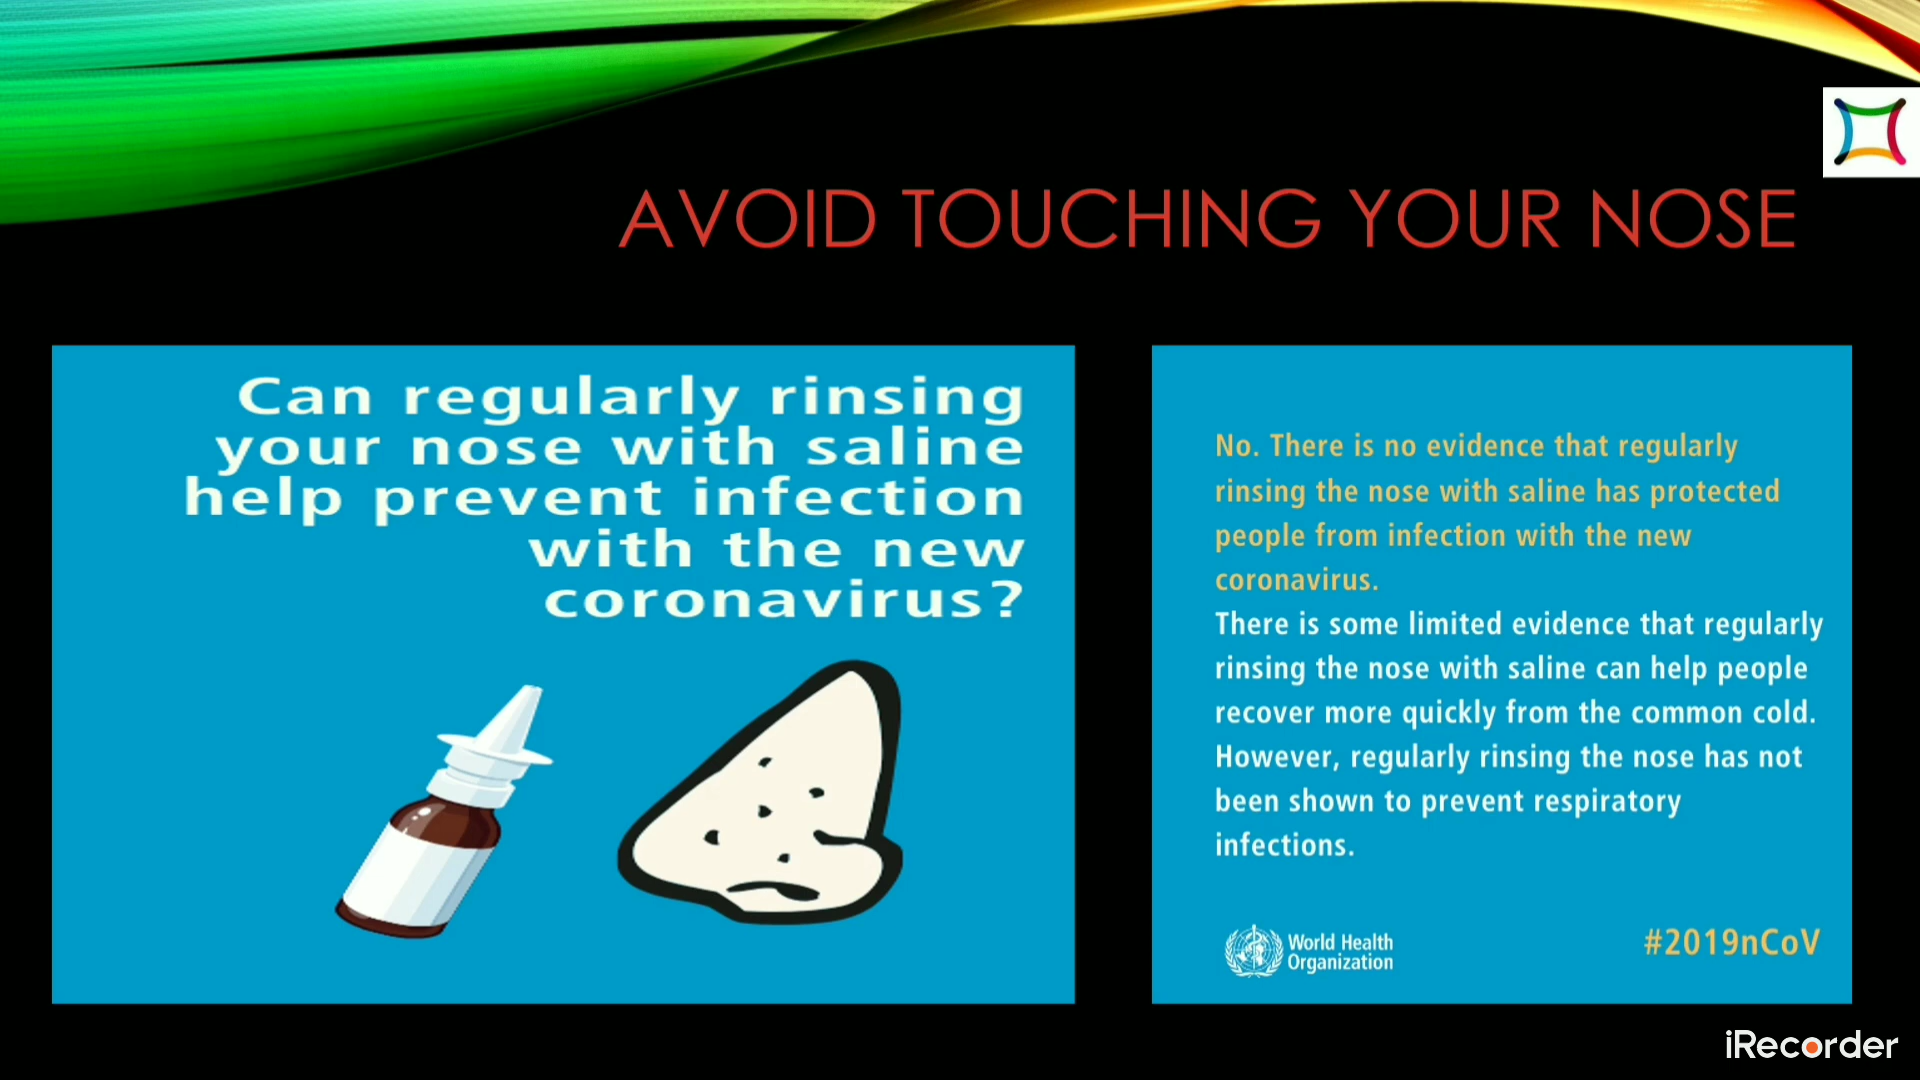 AVOID TOUCHING YOUR NOSE
Can regularly rinsing
your nose with saline
help prevent infection
with the new
coronavirus?
No. There is no evidence that regularly
rinsing the nose with saline has protected
people from infection with the new
coronavirus.
There is some limited evidence that regularly
rinsing the nose with saline can help people
recover more quickly from the common cold.
However, regularly rinsing the nose has not
been shown to prevent respiratory
infections.
World Health
Organization
#2019nCoV
iRecorder